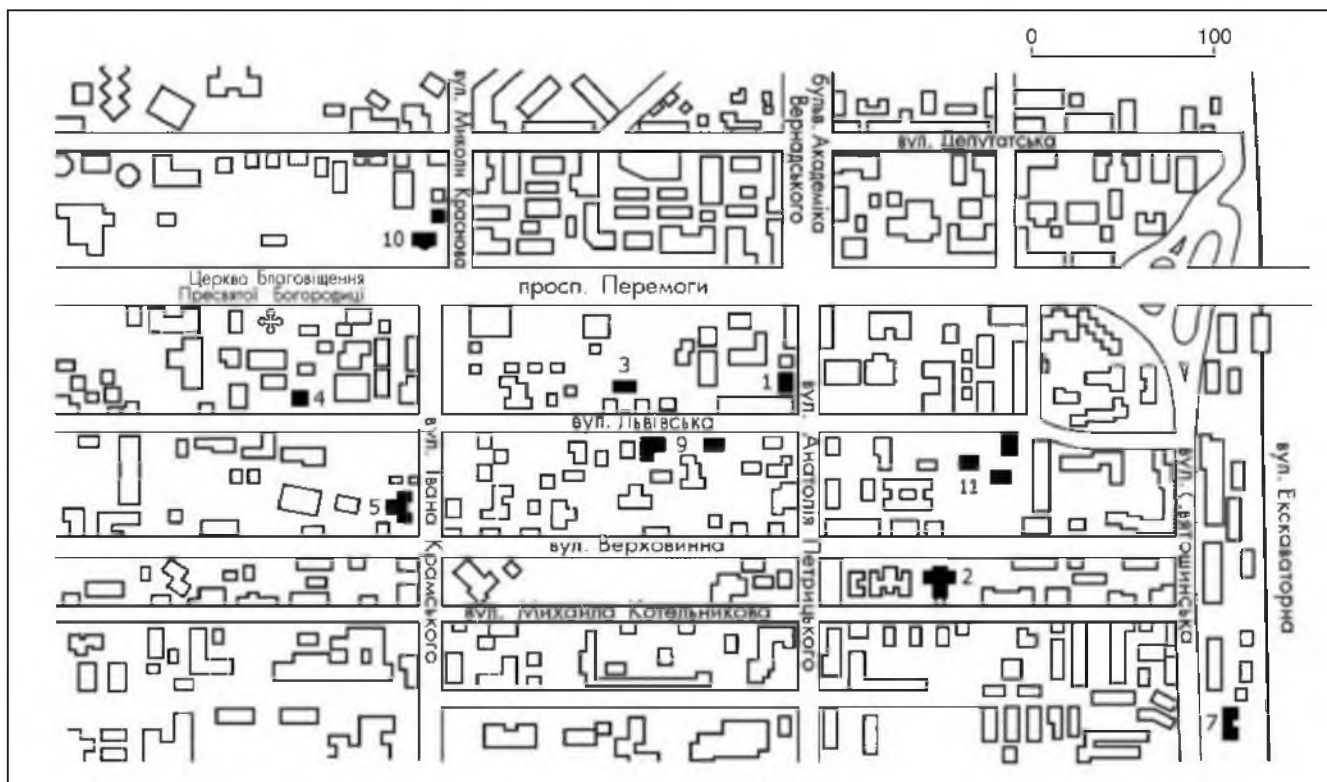 0 100
вул. Миколи Краснова
бульв. Академіка
Вернадського
вул. Депутатська
10
Церква Благовіщення
Пресвятої Богородиці
просп. Перемоги
3
1
4
вул. Львівська
9
11
5
вул. Івана Крамського
вул. Анатолія Петрицького
вул. Святошинська
вул. Екскаваторна
вул. Верховинна
2
вул. Михайла Котельникова
7